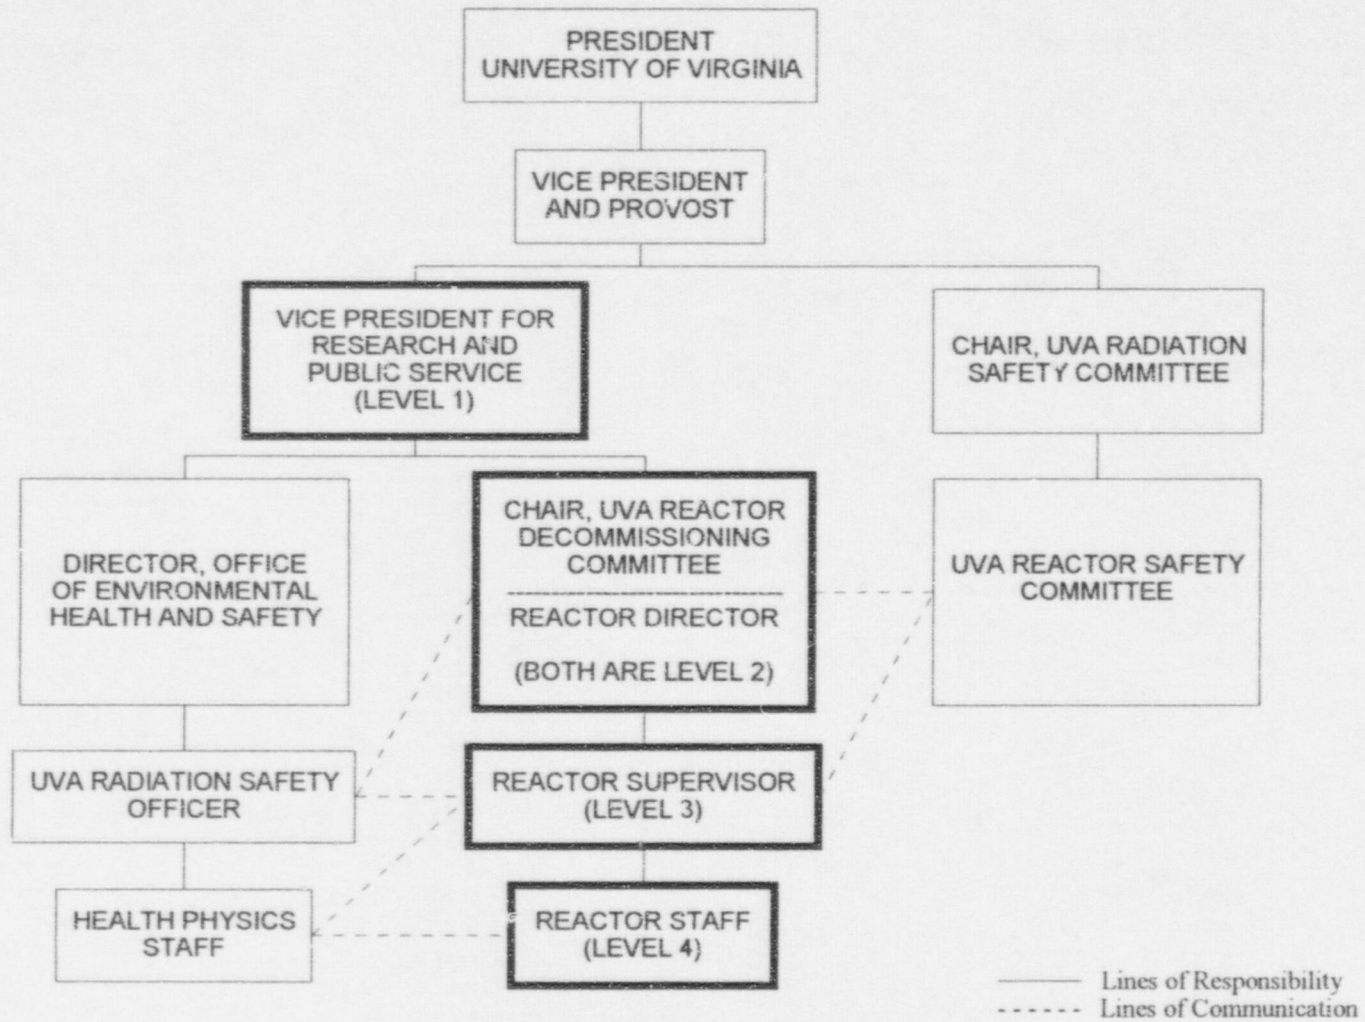 PRESIDENT
UNIVERSITY OF VIRGINIA
VICE PRESIDENT
AND PROVOST
VICE PRESIDENT FOR
RESEARCH AND
PUBLIC SERVICE
(LEVEL 1)
CHAIR, UVA RADIATION
SAFETY COMMITTEE
DIRECTOR, OFFICE
OF ENVIRONMENTAL
HEALTH AND SAFETY
CHAIR, UVA REACTOR
DECOMMISSIONING
COMMITTEE
REACTOR DIRECTOR
(BOTH ARE LEVEL 2)
UVA REACTOR SAFETY
COMMITTEE
UVA RADIATION SAFETY
OFFICER
REACTOR SUPERVISOR
(LEVEL 3)
HEALTH PHYSICS
STAFF
REACTOR STAFF
(LEVEL 4)
Lines of Responsibility
Lines of Communication